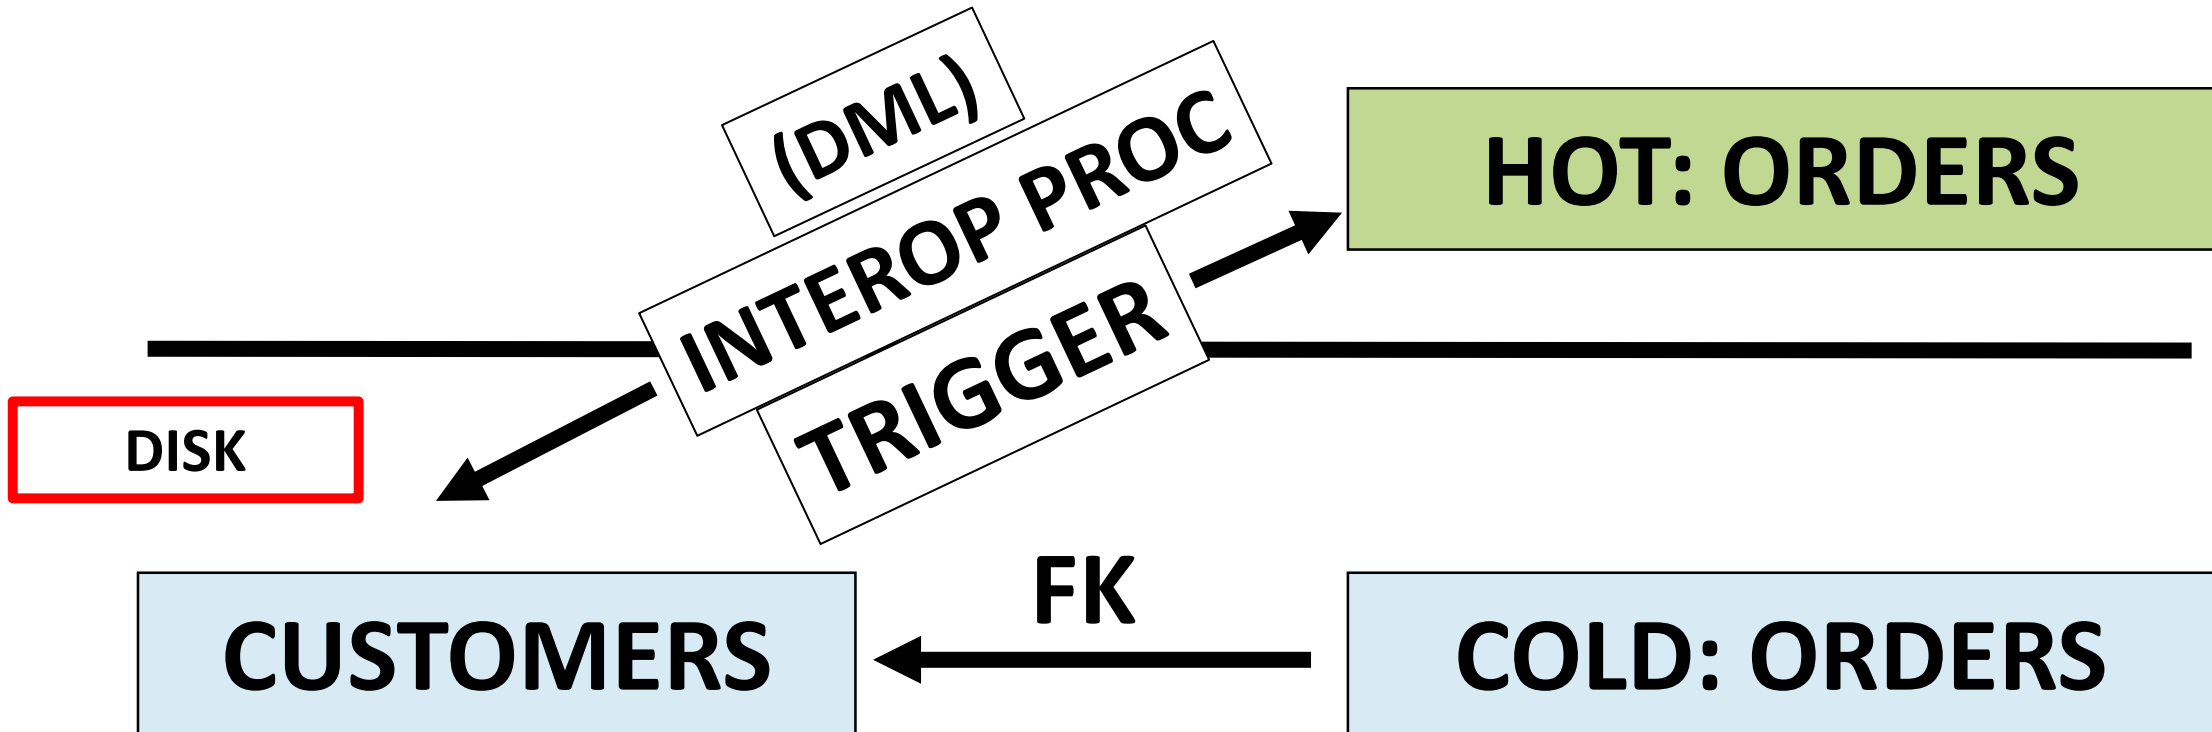 (DML)
INTEROP PROC
TRIGGER
HOT: ORDERS
DISK
FK
CUSTOMERS
COLD: ORDERS